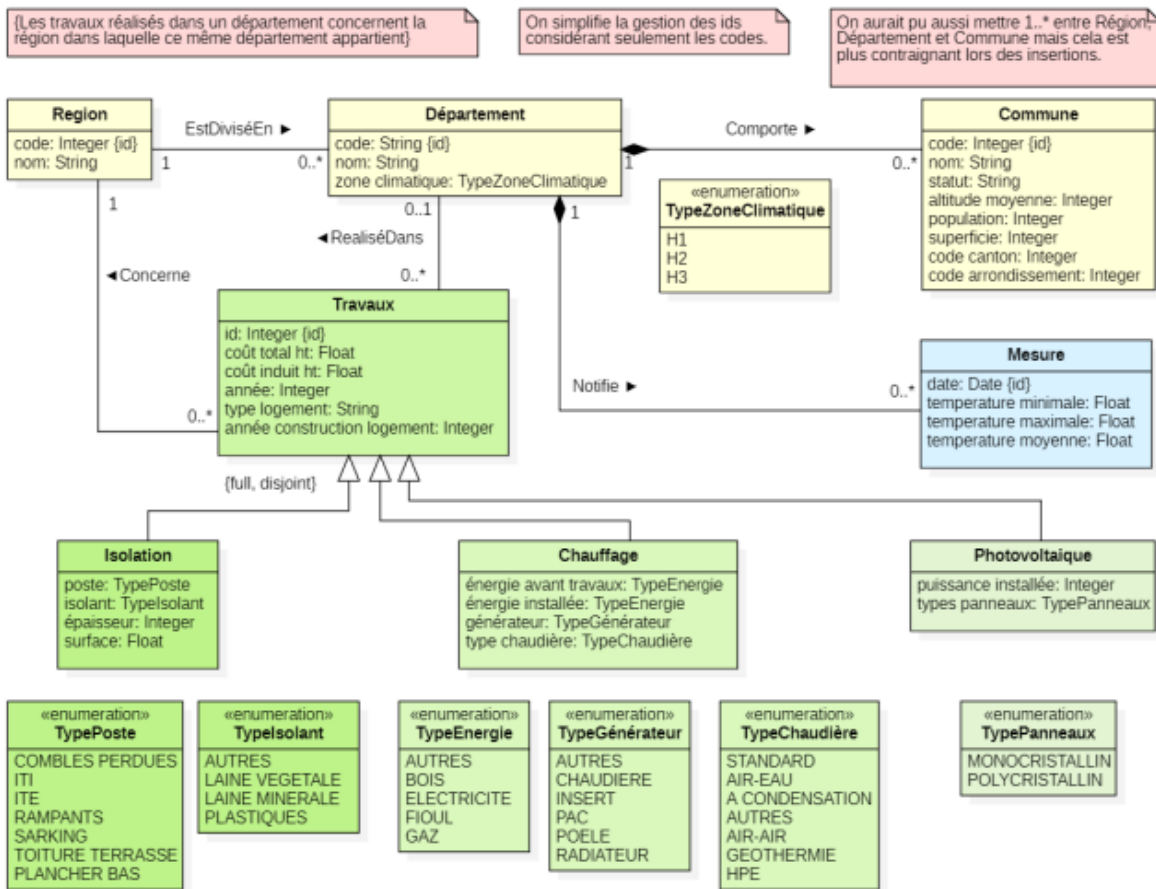 {Les travaux réalisés dans un département concernent la
région dans laquelle ce même département appartient}
On simplifie la gestion des ids
considérant seulement les codes.
On aurait pu aussi mettre 1..* entre Région,
Département et Commune mais cela est
plus contraignant lors des insertions.
Region
code: Integer {id}
nom: String
EstDiviséEn ►
1
0..*
Département
code: String {id}
nom: String
zone climatique: TypeZoneClimatique
Comporte ►
1
0..*
Commune
code: Integer {id}
nom: String
statut: String
altitude moyenne: Integer
population: Integer
superficie: Integer
code canton: Integer
code arrondissement: Integer
«enumeration»
TypeZoneClimatique
H1
H2
H3
1
◄Concerne
0..*
0..1
◄RealiséDans
0..*
1
Notifie ►
0..*
Travaux
id: Integer {id}
coût total ht: Float
coût induit ht: Float
année: Integer
type logement: String
année construction logement: Integer
Mesure
date: Date {id}
temperature minimale: Float
temperature maximale: Float
temperature moyenne: Float
{full, disjoint}
Isolation
poste: TypePoste
isolant: TypeIsolant
épaisseur: Integer
surface: Float
Chauffage
énergie avant travaux: TypeEnergie
énergie installée: TypeEnergie
générateur: TypeGénérateur
type chaudière: TypeChaudière
Photovoltaique
puissance installée: Integer
types panneaux: TypePanneaux
«enumeration»
TypePoste
COMBLES PERDUES
ITI
ITE
RAMPANTS
SARKING
TOITURE TERRASSE
PLANCHER BAS
«enumeration»
TypeIsolant
AUTRES
LAINE VEGETALE
LAINE MINERALE
PLASTIQUES
«enumeration»
TypeEnergie
AUTRES
BOIS
ELECTRICITE
FIOUL
GAZ
«enumeration»
TypeGénérateur
AUTRES
CHAUDIERE
INSERT
PAC
POELE
RADIATEUR
«enumeration»
TypeChaudière
STANDARD
AIR-EAU
A CONDENSATION
AUTRES
AIR-AIR
GEOTHERMIE
HPE
«enumeration»
TypePanneaux
MONOCRISTALLIN
POLYCRISTALLIN